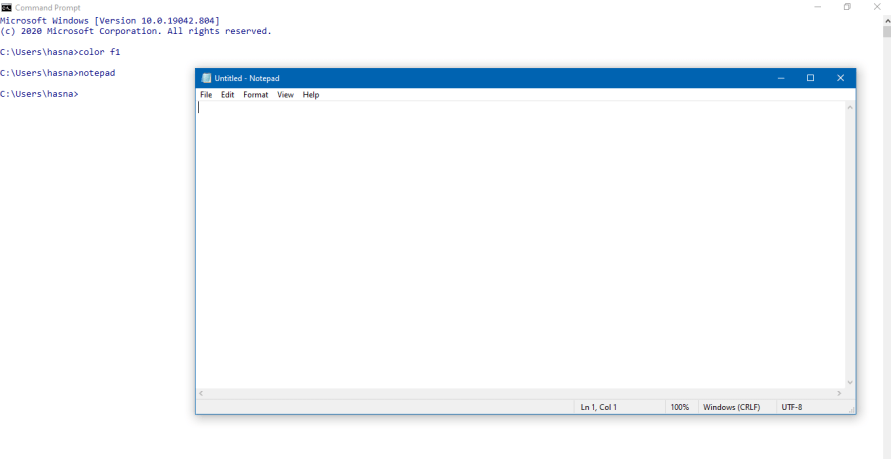 Command Prompt
Microsoft Windows [Version 10.0.19042.804]
(c) 2020 Microsoft Corporation. All rights reserved.
C:\Users\hasna>color f1
C:\Users\hasna>notepad
C:\Users\hasna>
Untitled - Notepad
File Edit Format View Help
Ln 1, Col 1 100% Windows (CRLF) UTF-8